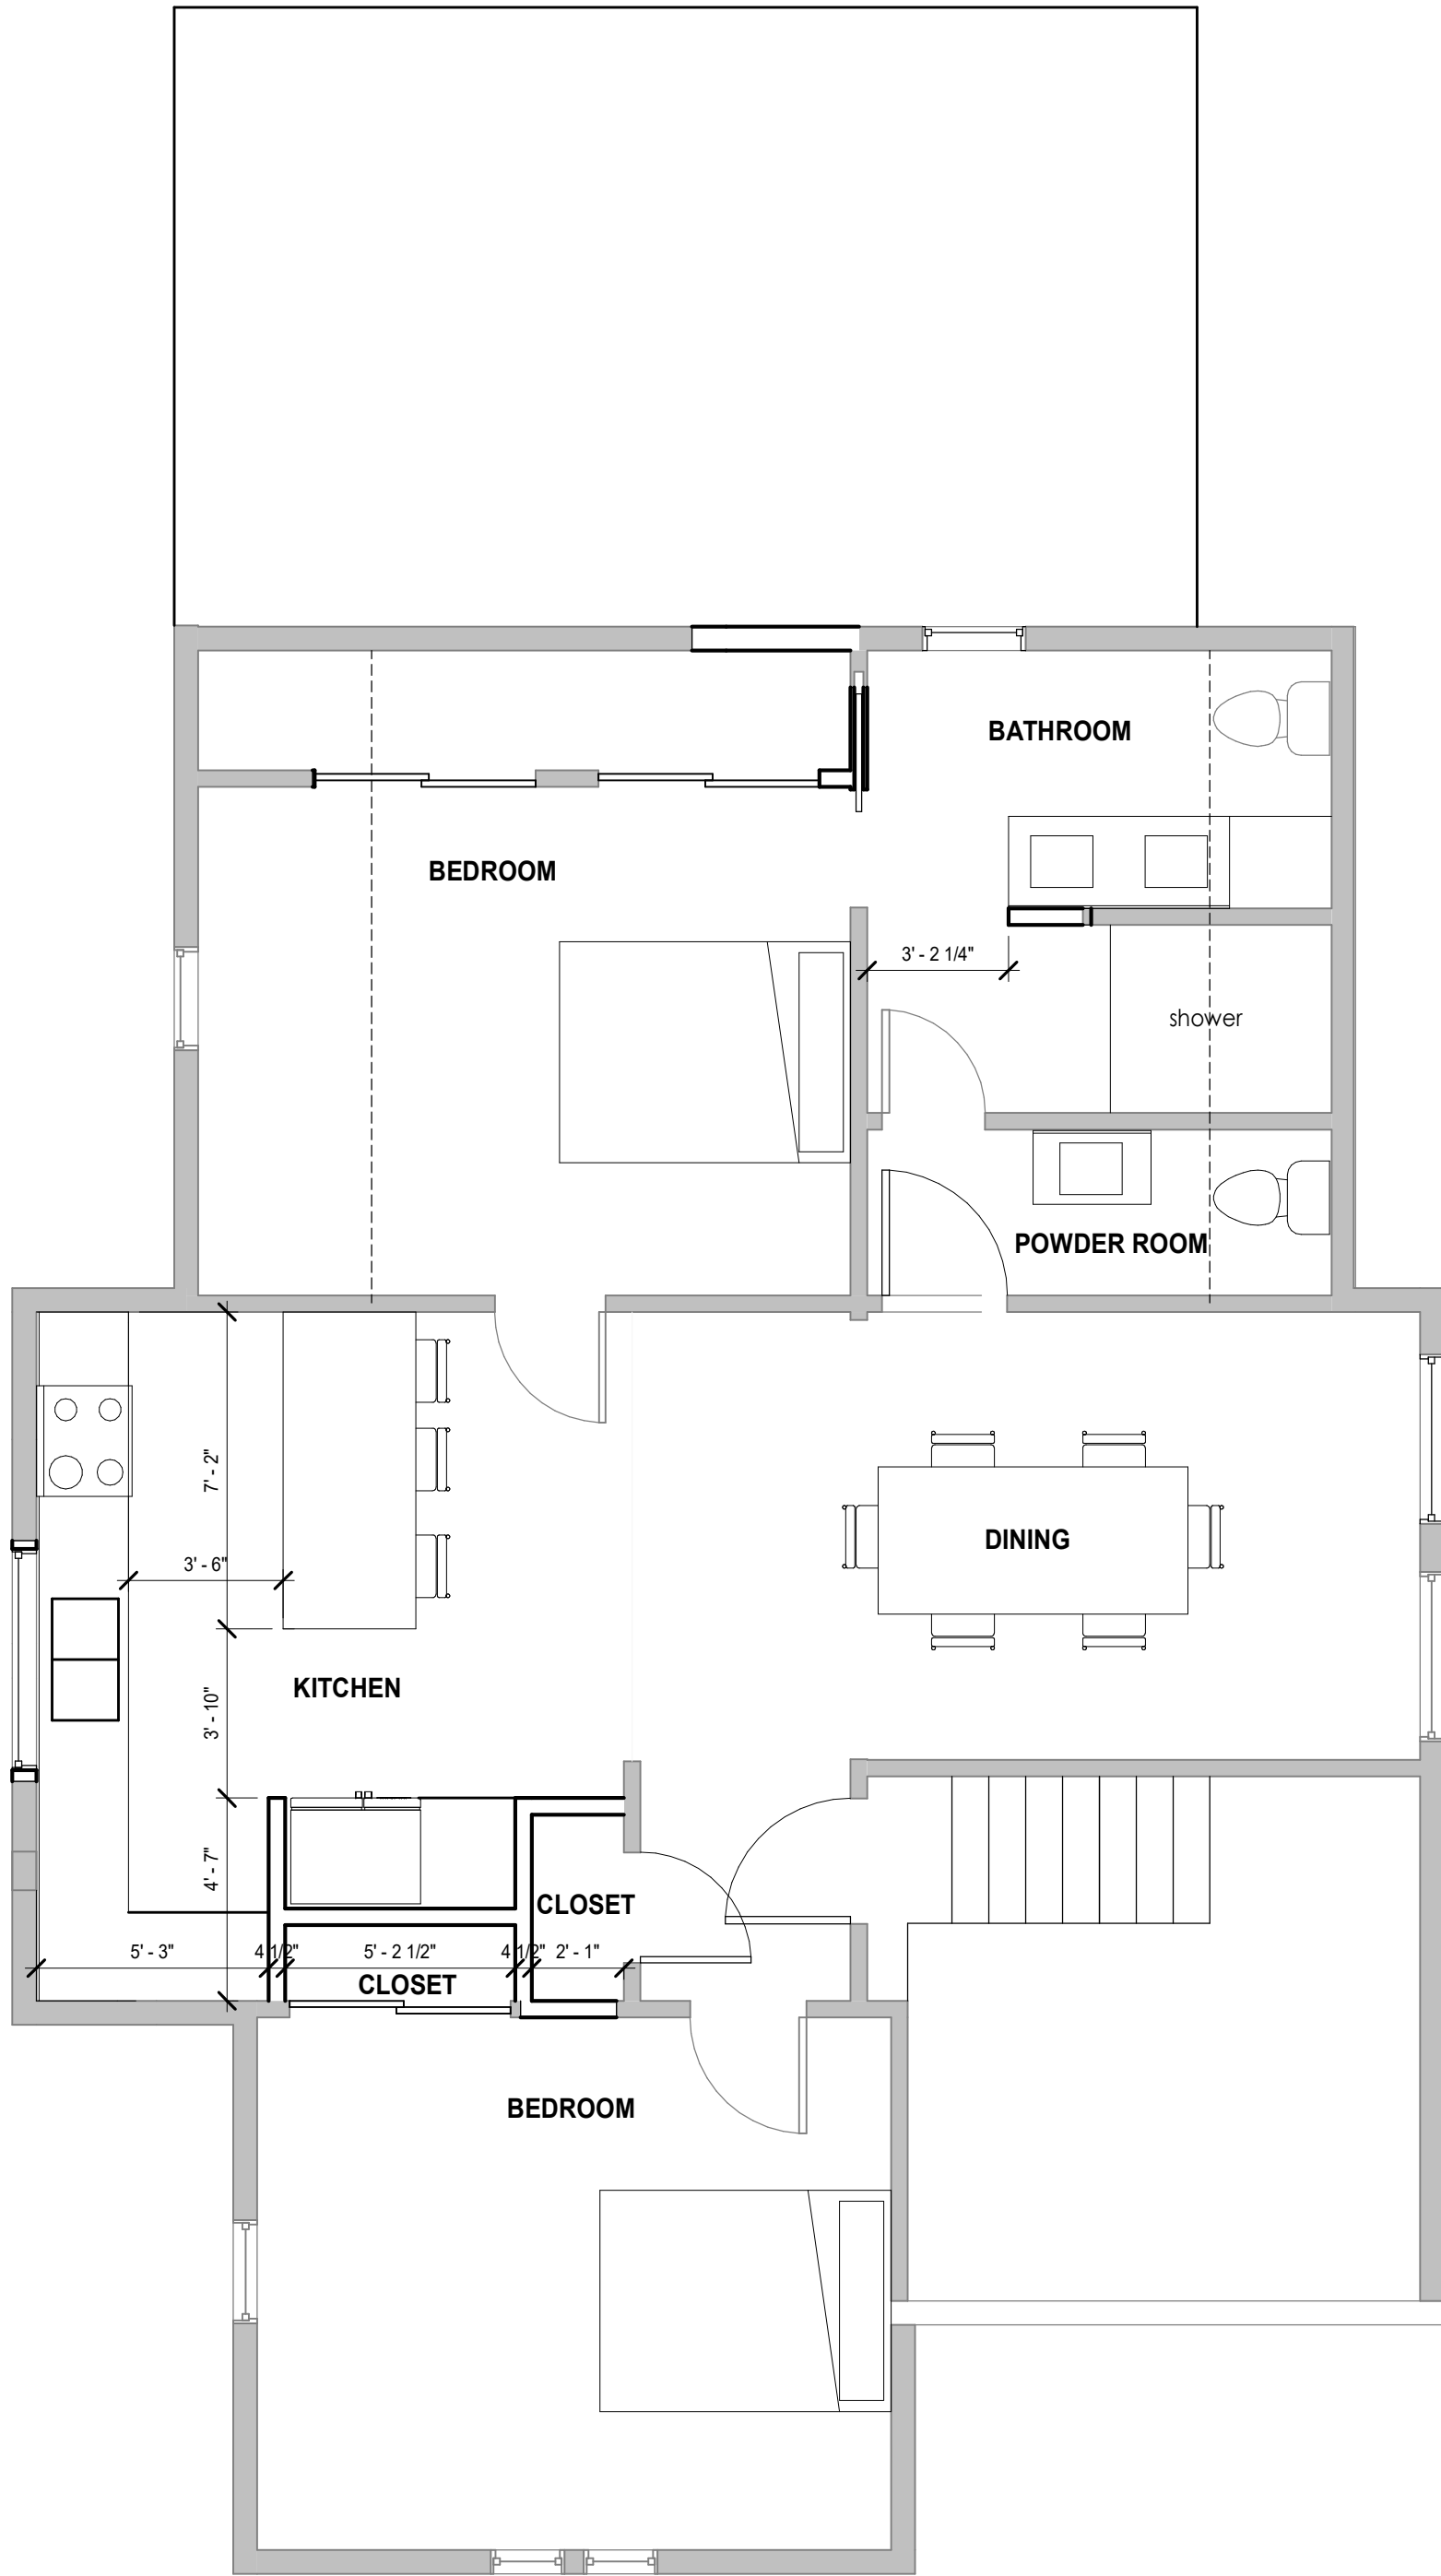 BATHROOM
BEDROOM
3' - 2 1/4"
shower
POWDER ROOM
7' - 2"
DINING
3' - 6"
KITCHEN
3' - 10"
4' - 7"
CLOSET
5' - 3"
4 1/2"
5' - 2 1/2"
4 1/2"
2' - 1"
CLOSET
BEDROOM